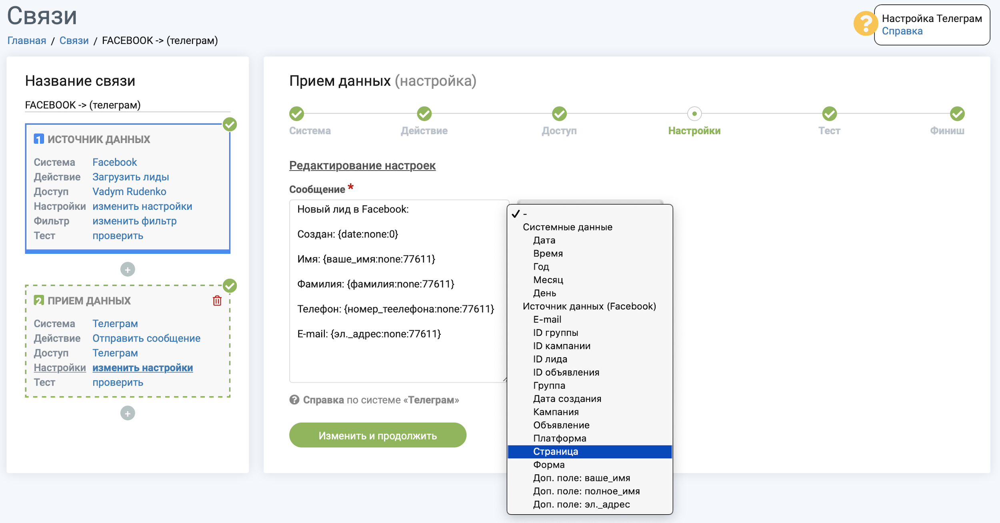 Связи
Главная / Связи / FACEBOOK -> (телеграм)
Настройка Телеграм
Справка
Название связи
FACEBOOK -> (телеграм)
1 ИСТОЧНИК ДАННЫХ
Система Facebook
Действие Загрузить лиды
Доступ Vadym Rudenko
Настройки изменить настройки
Фильтр изменить фильтр
Тест проверить
2 ПРИЕМ ДАННЫХ
Система Телеграм
Действие Отправить сообщение
Доступ Телеграм
Настройки изменить настройки
Тест проверить
Прием данных (настройка)
Система Действие Доступ Настройки Тест Финиш
Редактирование настроек
Сообщение *
Новый лид в Facebook:
Создан: {date:none:0}
Имя: {ваше_имя:none:77611}
Фамилия: {фамилия:none:77611}
Телефон: {номер_теелефона:none:77611}
E-mail: {эл._адрес:none:77611}
Справка по системе «Телеграм»
Изменить и продолжить
-
Системные данные
Дата
Время
Год
Месяц
День
Источник данных (Facebook)
E-mail
ID группы
ID кампании
ID лида
ID объявления
Группа
Дата создания
Кампания
Объявление
Платформа
Страница
Форма
Доп. поле: ваше_имя
Доп. поле: полное_имя
Доп. поле: эл._адрес